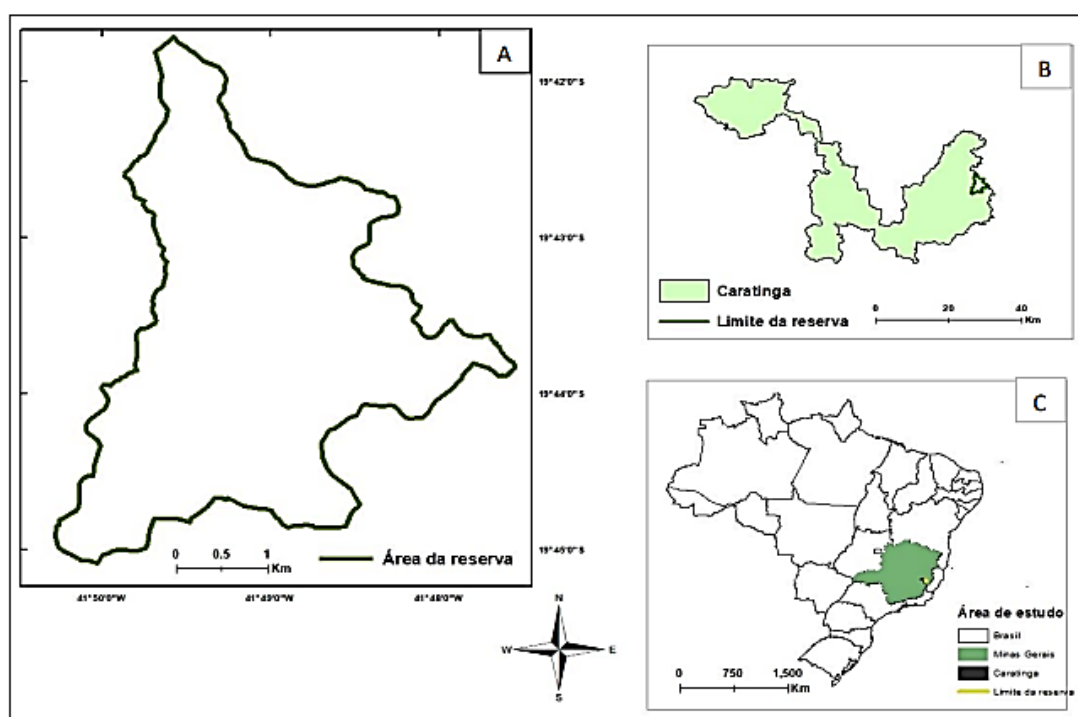 A
19°42'0"S
19°43'0"S
19°44'0"S
19°45'0"S
0 0.5 1
Km
Área da reserva
41°50'0"W 41°49'0"W 41°48'0"W
B
Caratinga
Limite da reserva
0 20 40
Km
C
Área de estudo
Brasil
Minas Gerais
Caratinga
Limite da reserva
0 750 1,500
Km
N
W E
S